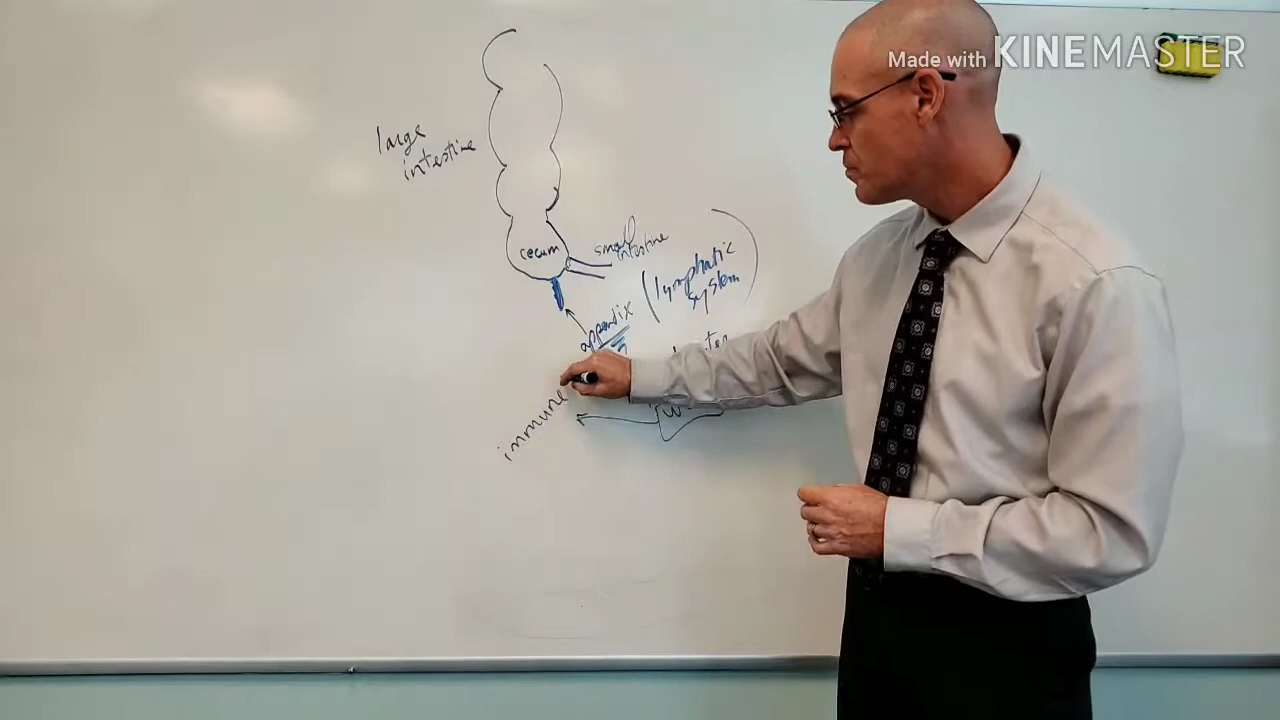 Made with KINEMASTER
large
intestine
cecum
small
intestine
(lymphatic
system)
appendix
immune